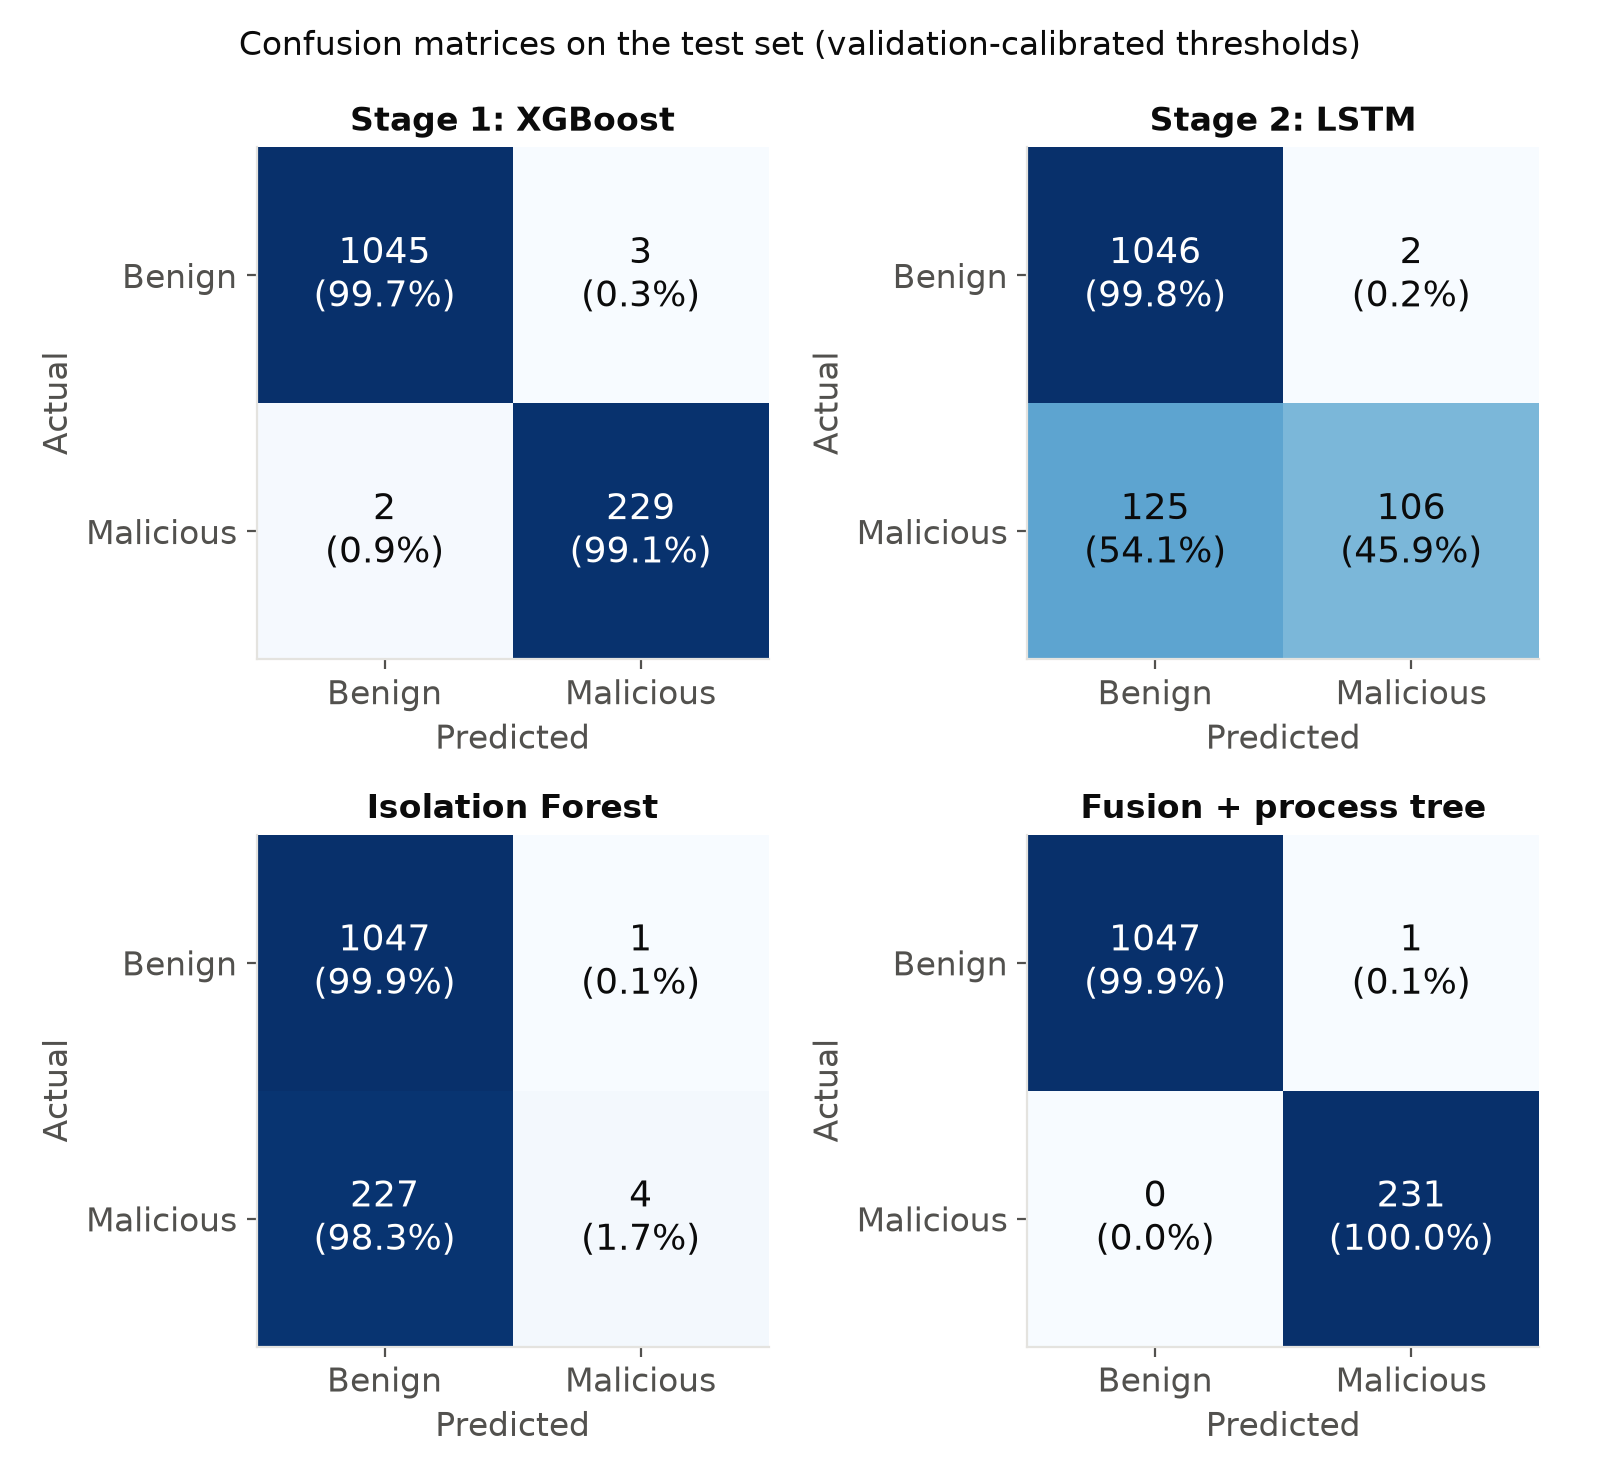 Confusion matrices on the test set (validation-calibrated thresholds)
Stage 1: XGBoost
Actual
Benign
Malicious
1045
(99.7%)
3
(0.3%)
2
(0.9%)
229
(99.1%)
Benign
Malicious
Predicted
Stage 2: LSTM
Actual
Benign
Malicious
1046
(99.8%)
2
(0.2%)
125
(54.1%)
106
(45.9%)
Benign
Malicious
Predicted
Isolation Forest
Actual
Benign
Malicious
1047
(99.9%)
1
(0.1%)
227
(98.3%)
4
(1.7%)
Benign
Malicious
Predicted
Fusion + process tree
Actual
Benign
Malicious
1047
(99.9%)
1
(0.1%)
0
(0.0%)
231
(100.0%)
Benign
Malicious
Predicted